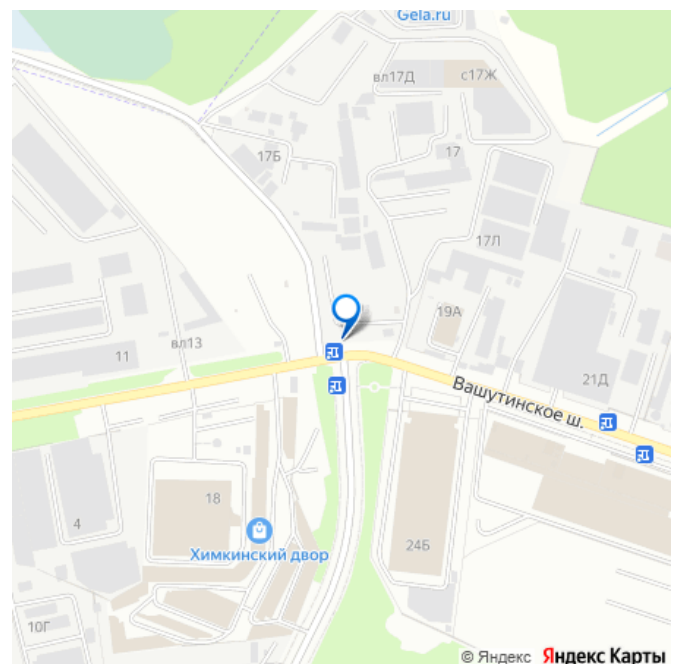 Gela.ru
вл17Д
с17Ж
17Б
17
17Л
19А
вл13
11
21Д
Вашутинское ш.
18
4
Химкинский двор
24Б
10Г
© Яндекс Яндекс Карты